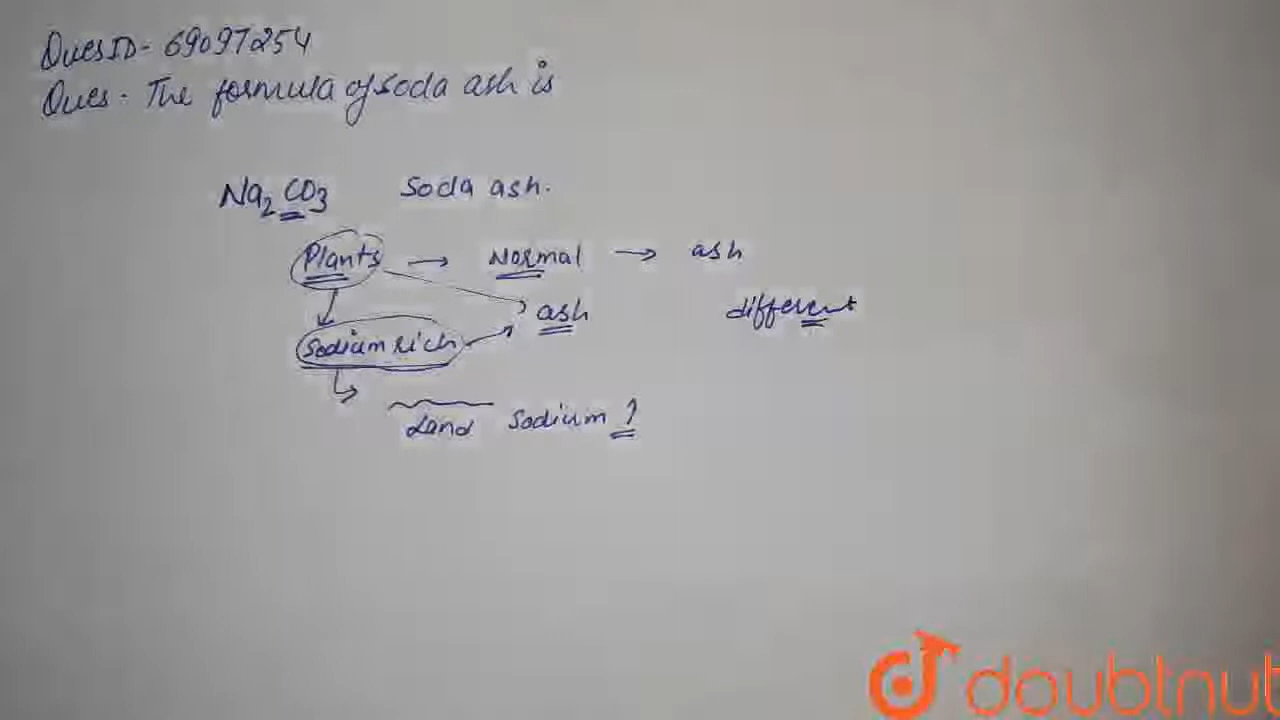 QuesID- 69097254
Ques. The formula of soda ash is
Na2CO3 Soda ash.
Plants → Normal → ash
ash different
Sodium rich
Land Sodium ?
doubtnut